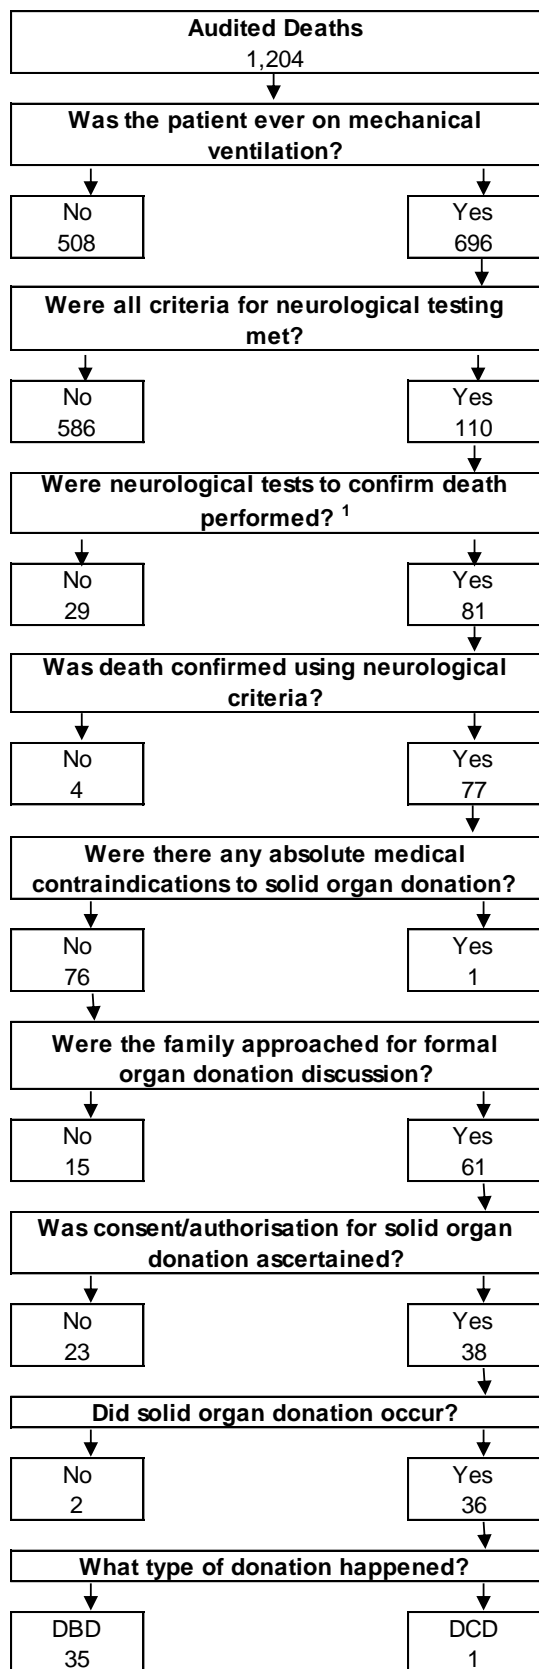 Audited Deaths
1,204
Was the patient ever on mechanical
ventilation?
No
508
Yes
696
Were all criteria for neurological testing
met?
No
586
Yes
110
Were neurological tests to confirm death
performed? 1
No
29
Yes
81
Was death confirmed using neurological
criteria?
No
4
Yes
77
Were there any absolute medical
contraindications to solid organ donation?
No
76
Yes
1
Were the family approached for formal
organ donation discussion?
No
15
Yes
61
Was consent/authorisation for solid organ
donation ascertained?
No
23
Yes
38
Did solid organ donation occur?
No
2
Yes
36
What type of donation happened?
DBD
35
DCD
1